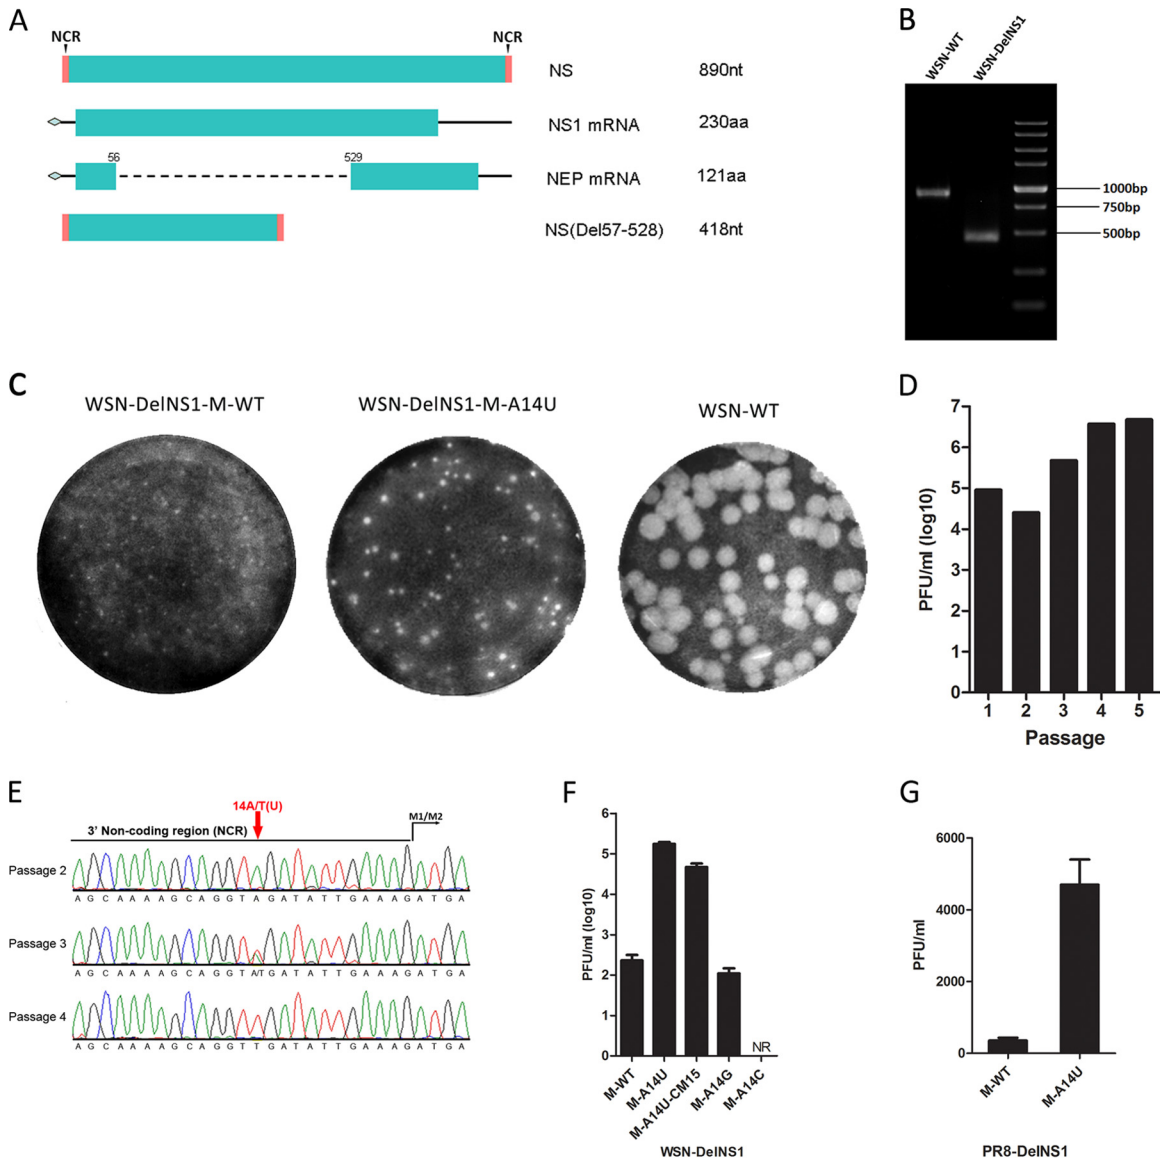 A
NCR
NCR
NS
890nt
NS1 mRNA
230aa
56
529
NEP mRNA
121aa
NS(Del57-528)
418nt
B
WSN-WT
WSN-DelNS1
1000bp
750bp
500bp
C
WSN-DelNS1-M-WT
WSN-DelNS1-M-A14U
WSN-WT
D
PFU/ml (log10)
7
6
5
4
3
2
1
0
1 2 3 4 5
Passage
E
14A/T(U)
3' Non-coding region (NCR)
M1/M2
Passage 2
A G C A A A A G C A G G T A G A T A T T G A A A G A T G A
Passage 3
A G C A A A A G C A G G T A T G A T A T T G A A A G A T G A
Passage 4
A G C A A A A G C A G G T T G A T A T T G A A A G A T G A
F
PFU/ml (log10)
6
5
4
3
2
1
0
NR
M-WT
M-A14U
M-A14U-CM15
M-A14G
M-A14C
WSN-DelNS1
G
PFU/ml
6000
4000
2000
0
M-WT
M-A14U
PR8-DelNS1